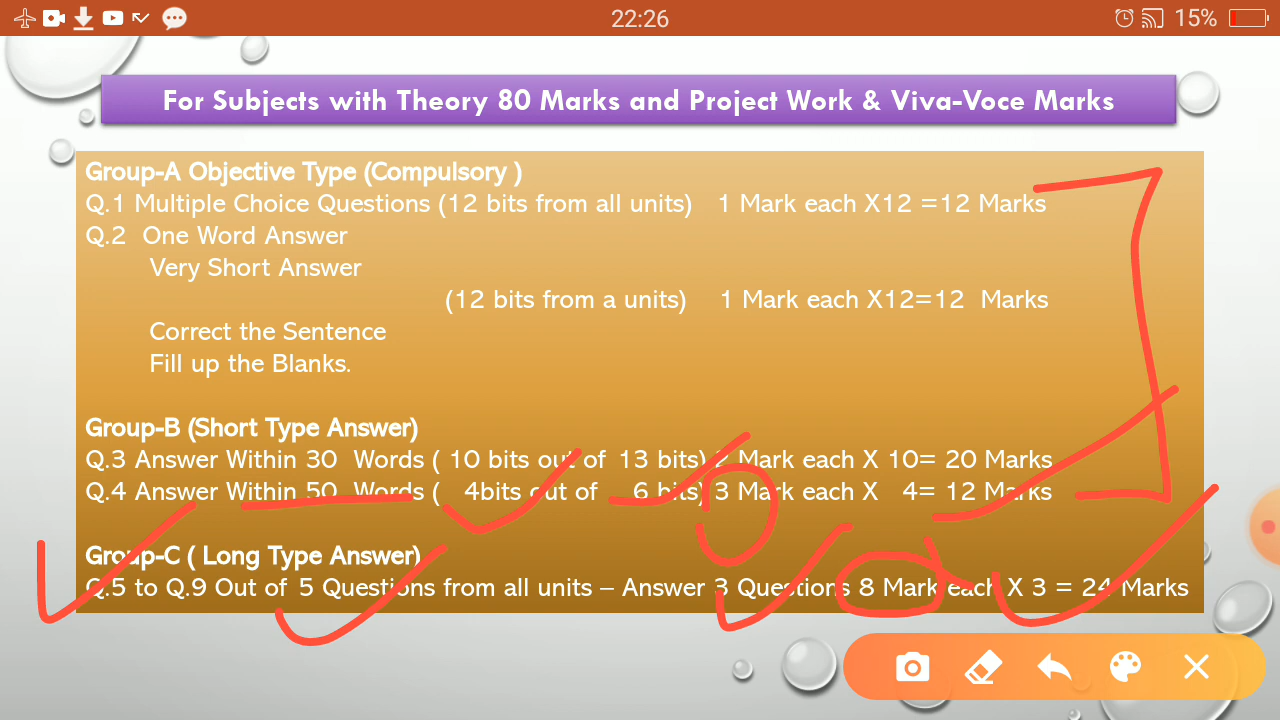 22:26
15%
For Subjects with Theory 80 Marks and Project Work & Viva-Voce Marks
Group-A Objective Type (Compulsory )
Q.1 Multiple Choice Questions (12 bits from all units) 1 Mark each X12 =12 Marks
Q.2 One Word Answer
Very Short Answer
(12 bits from a units) 1 Mark each X12=12 Marks
Correct the Sentence
Fill up the Blanks.
Group-B (Short Type Answer)
Q.3 Answer Within 30 Words ( 10 bits out of 13 bits) 2 Mark each X 10= 20 Marks
Q.4 Answer Within 50 Words ( 4bits out of 6 bits) 3 Mark each X 4= 12 Marks
Group-C ( Long Type Answer)
Q.5 to Q.9 Out of 5 Questions from all units – Answer 3 Questions 8 Mark each X 3 = 24 Marks